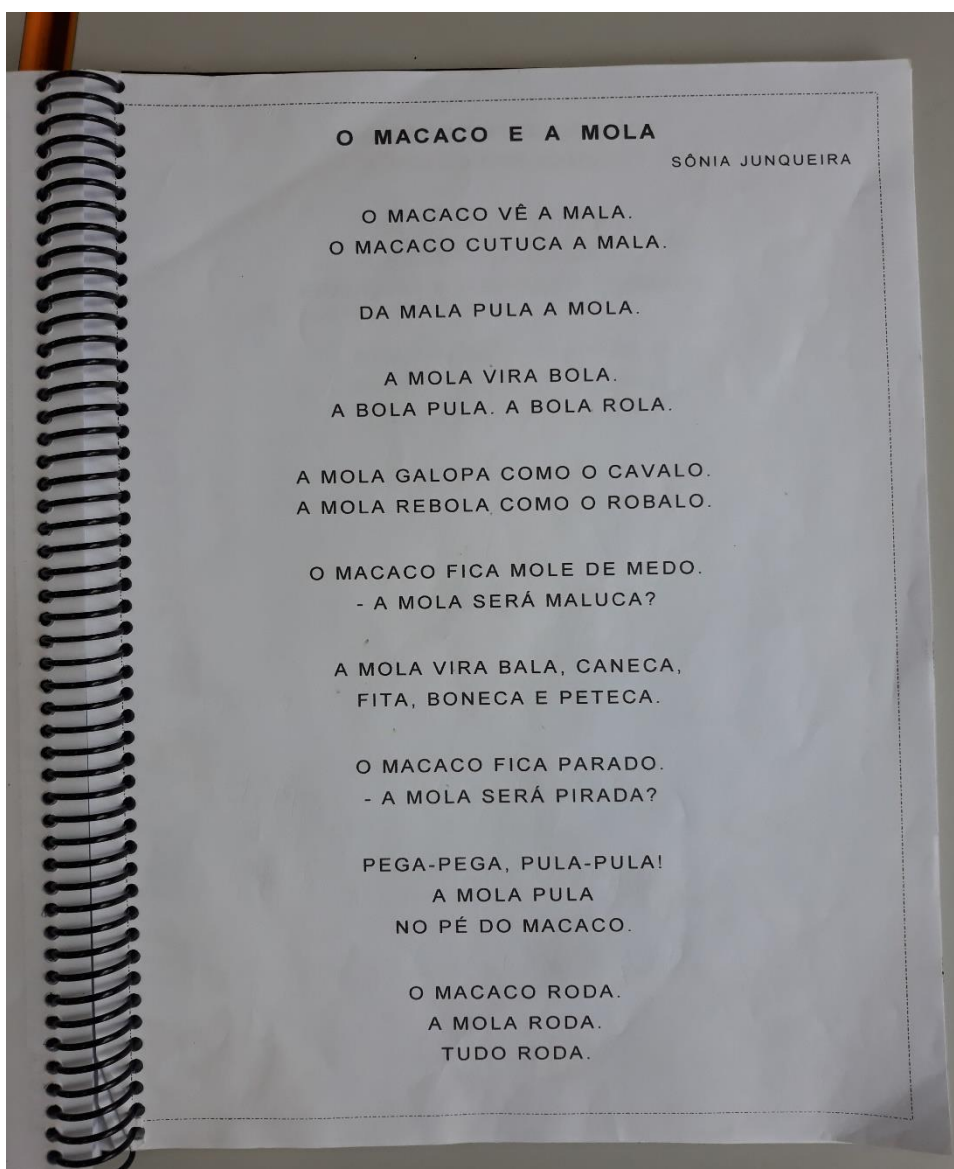 O MACACO E A MOLA
SÔNIA JUNQUEIRA
O MACACO VÊ A MALA.
O MACACO CUTUCA A MALA.
DA MALA PULA A MOLA.
A MOLA VIRA BOLA.
A BOLA PULA. A BOLA ROLA.
A MOLA GALOPA COMO O CAVALO.
A MOLA REBOLA COMO O ROBALO.
O MACACO FICA MOLE DE MEDO.
- A MOLA SERÁ MALUCA?
A MOLA VIRA BALA, CANECA,
FITA, BONECA E PETECA.
O MACACO FICA PARADO.
- A MOLA SERÁ PIRADA?
PEGA-PEGA, PULA-PULA!
A MOLA PULA
NO PÉ DO MACACO.
O MACACO RODA.
A MOLA RODA.
TUDO RODA.